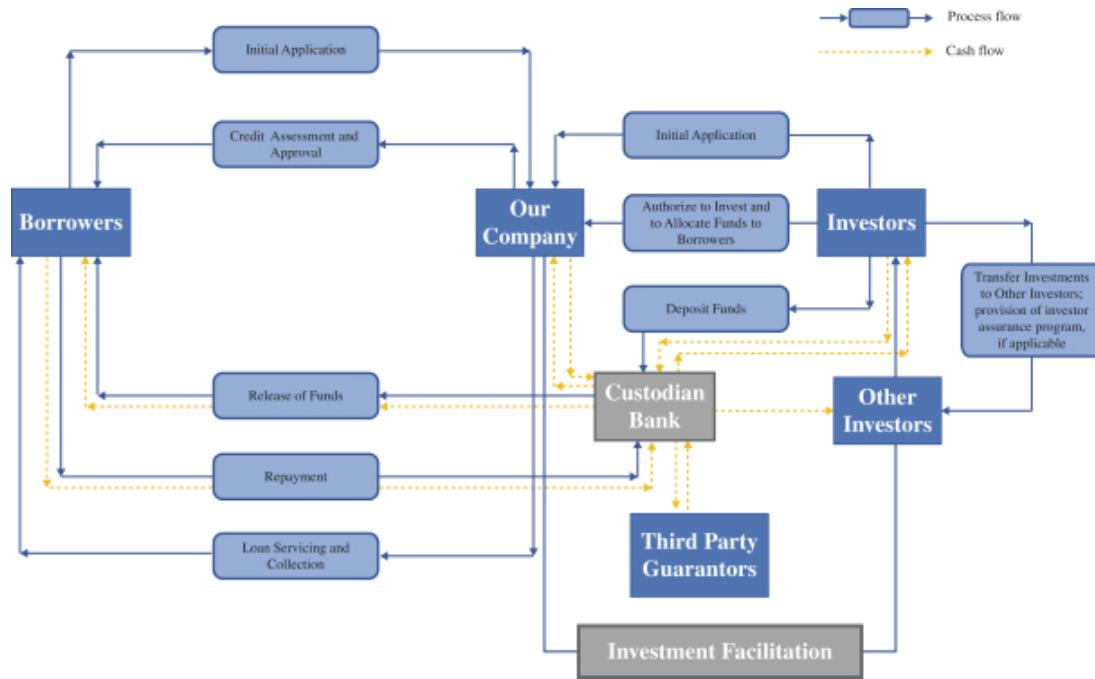 Process flow
Cash flow
Initial Application
Credit Assessment and
Approval
Initial Application
Borrowers
Our
Company
Authorize to Invest and
to Allocate Funds to
Borrowers
Investors
Transfer Investments
to Other Investors;
provision of investor
assurance program,
if applicable
Deposit Funds
Release of Funds
Custodian
Bank
Other
Investors
Repayment
Loan Servicing and
Collection
Third Party
Guarantors
Investment Facilitation